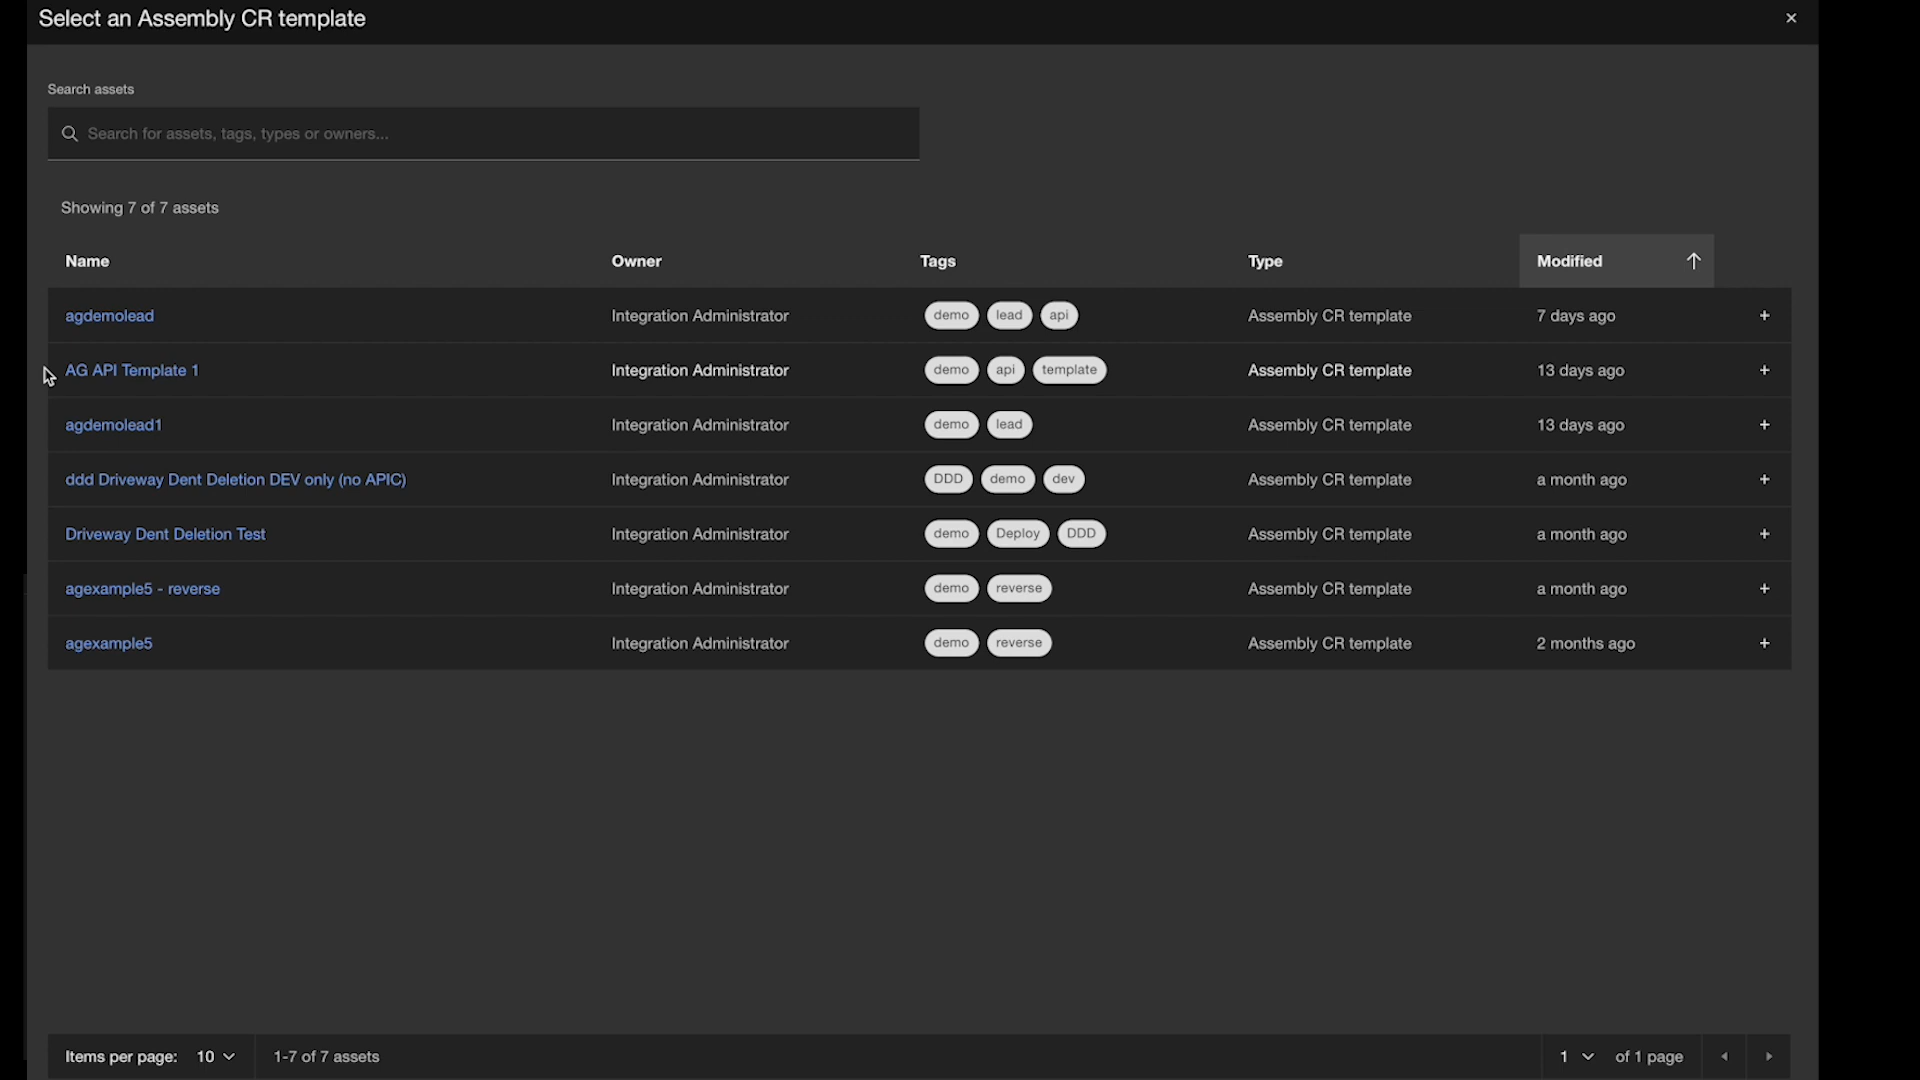 Select an Assembly CR template
Search assets
Search for assets, tags, types or owners...
Showing 7 of 7 assets
Name Owner Tags Type Modified
agdemolead Integration Administrator demo lead api Assembly CR template 7 days ago +
AG API Template 1 Integration Administrator demo api template Assembly CR template 13 days ago +
agdemolead1 Integration Administrator demo lead Assembly CR template 13 days ago +
ddd Driveway Dent Deletion DEV only (no APIC) Integration Administrator DDD demo dev Assembly CR template a month ago +
Driveway Dent Deletion Test Integration Administrator demo Deploy DDD Assembly CR template a month ago +
agexample5 - reverse Integration Administrator demo reverse Assembly CR template a month ago +
agexample5 Integration Administrator demo reverse Assembly CR template 2 months ago +
Items per page: 10 1-7 of 7 assets 1 of 1 page